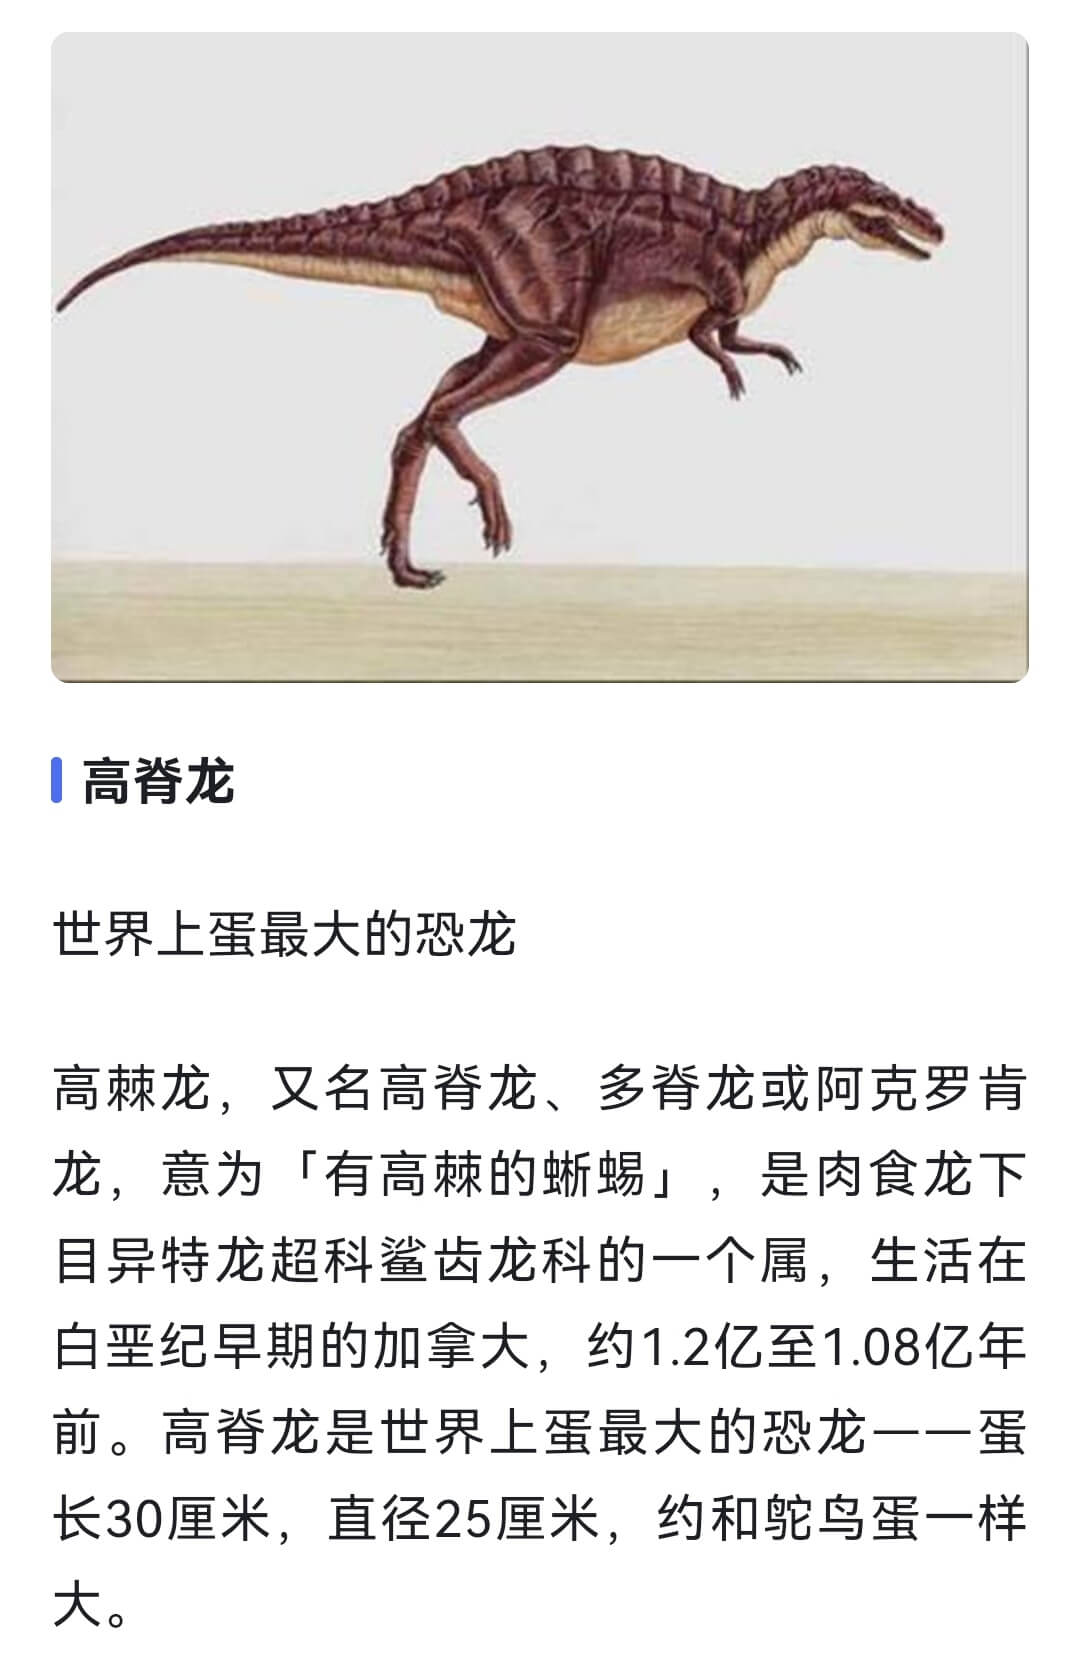 高脊龙
世界上蛋最大的恐龙
高棘龙，又名高脊龙、多脊龙或阿克罗肯
龙，意为「有高棘的蜥蜴」，是肉食龙下
目异特龙超科鲨齿龙科的一个属，生活在
白垩纪早期的加拿大，约1.2亿至1.08亿年
前。高脊龙是世界上蛋最大的恐龙——蛋
长30厘米，直径25厘米，约和鸵鸟蛋一样
大。